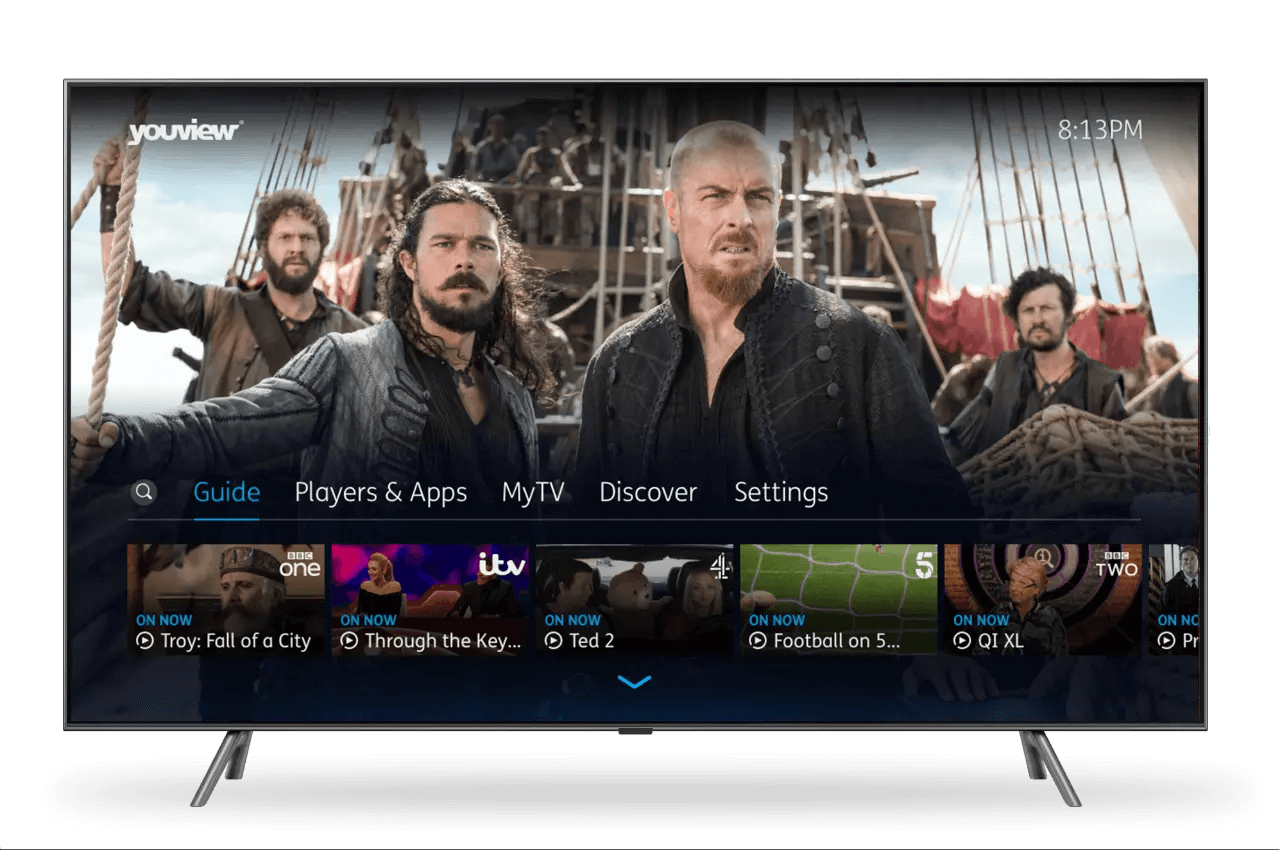 youview
8:13PM
Guide Players & Apps MyTV Discover Settings
BBC
one
itv
4
5
BBC
TWO
ON NOW
Troy: Fall of a City
ON NOW
Through the Key...
ON NOW
Ted 2
ON NOW
Football on 5...
ON NOW
QI XL
ON NO
Pr